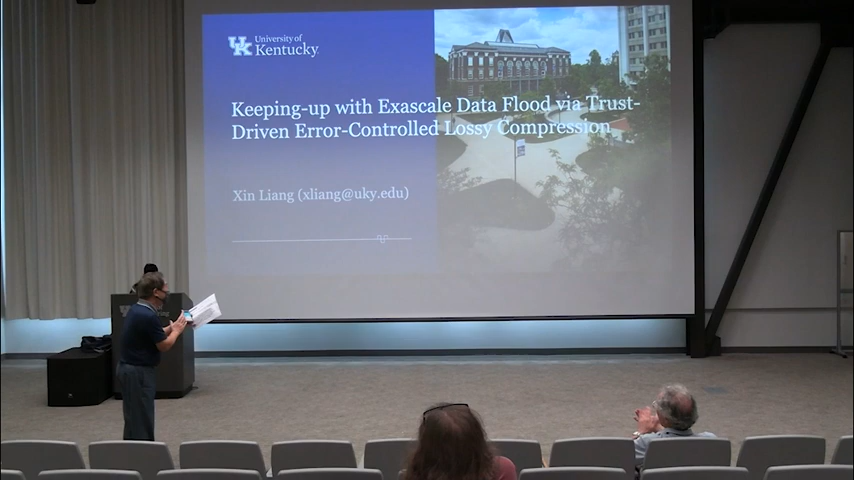 UK
University of
Kentucky
Keeping-up with Exascale Data Flood via Trust-
Driven Error-Controlled Lossy Compression
Xin Liang (xliang@uky.edu)